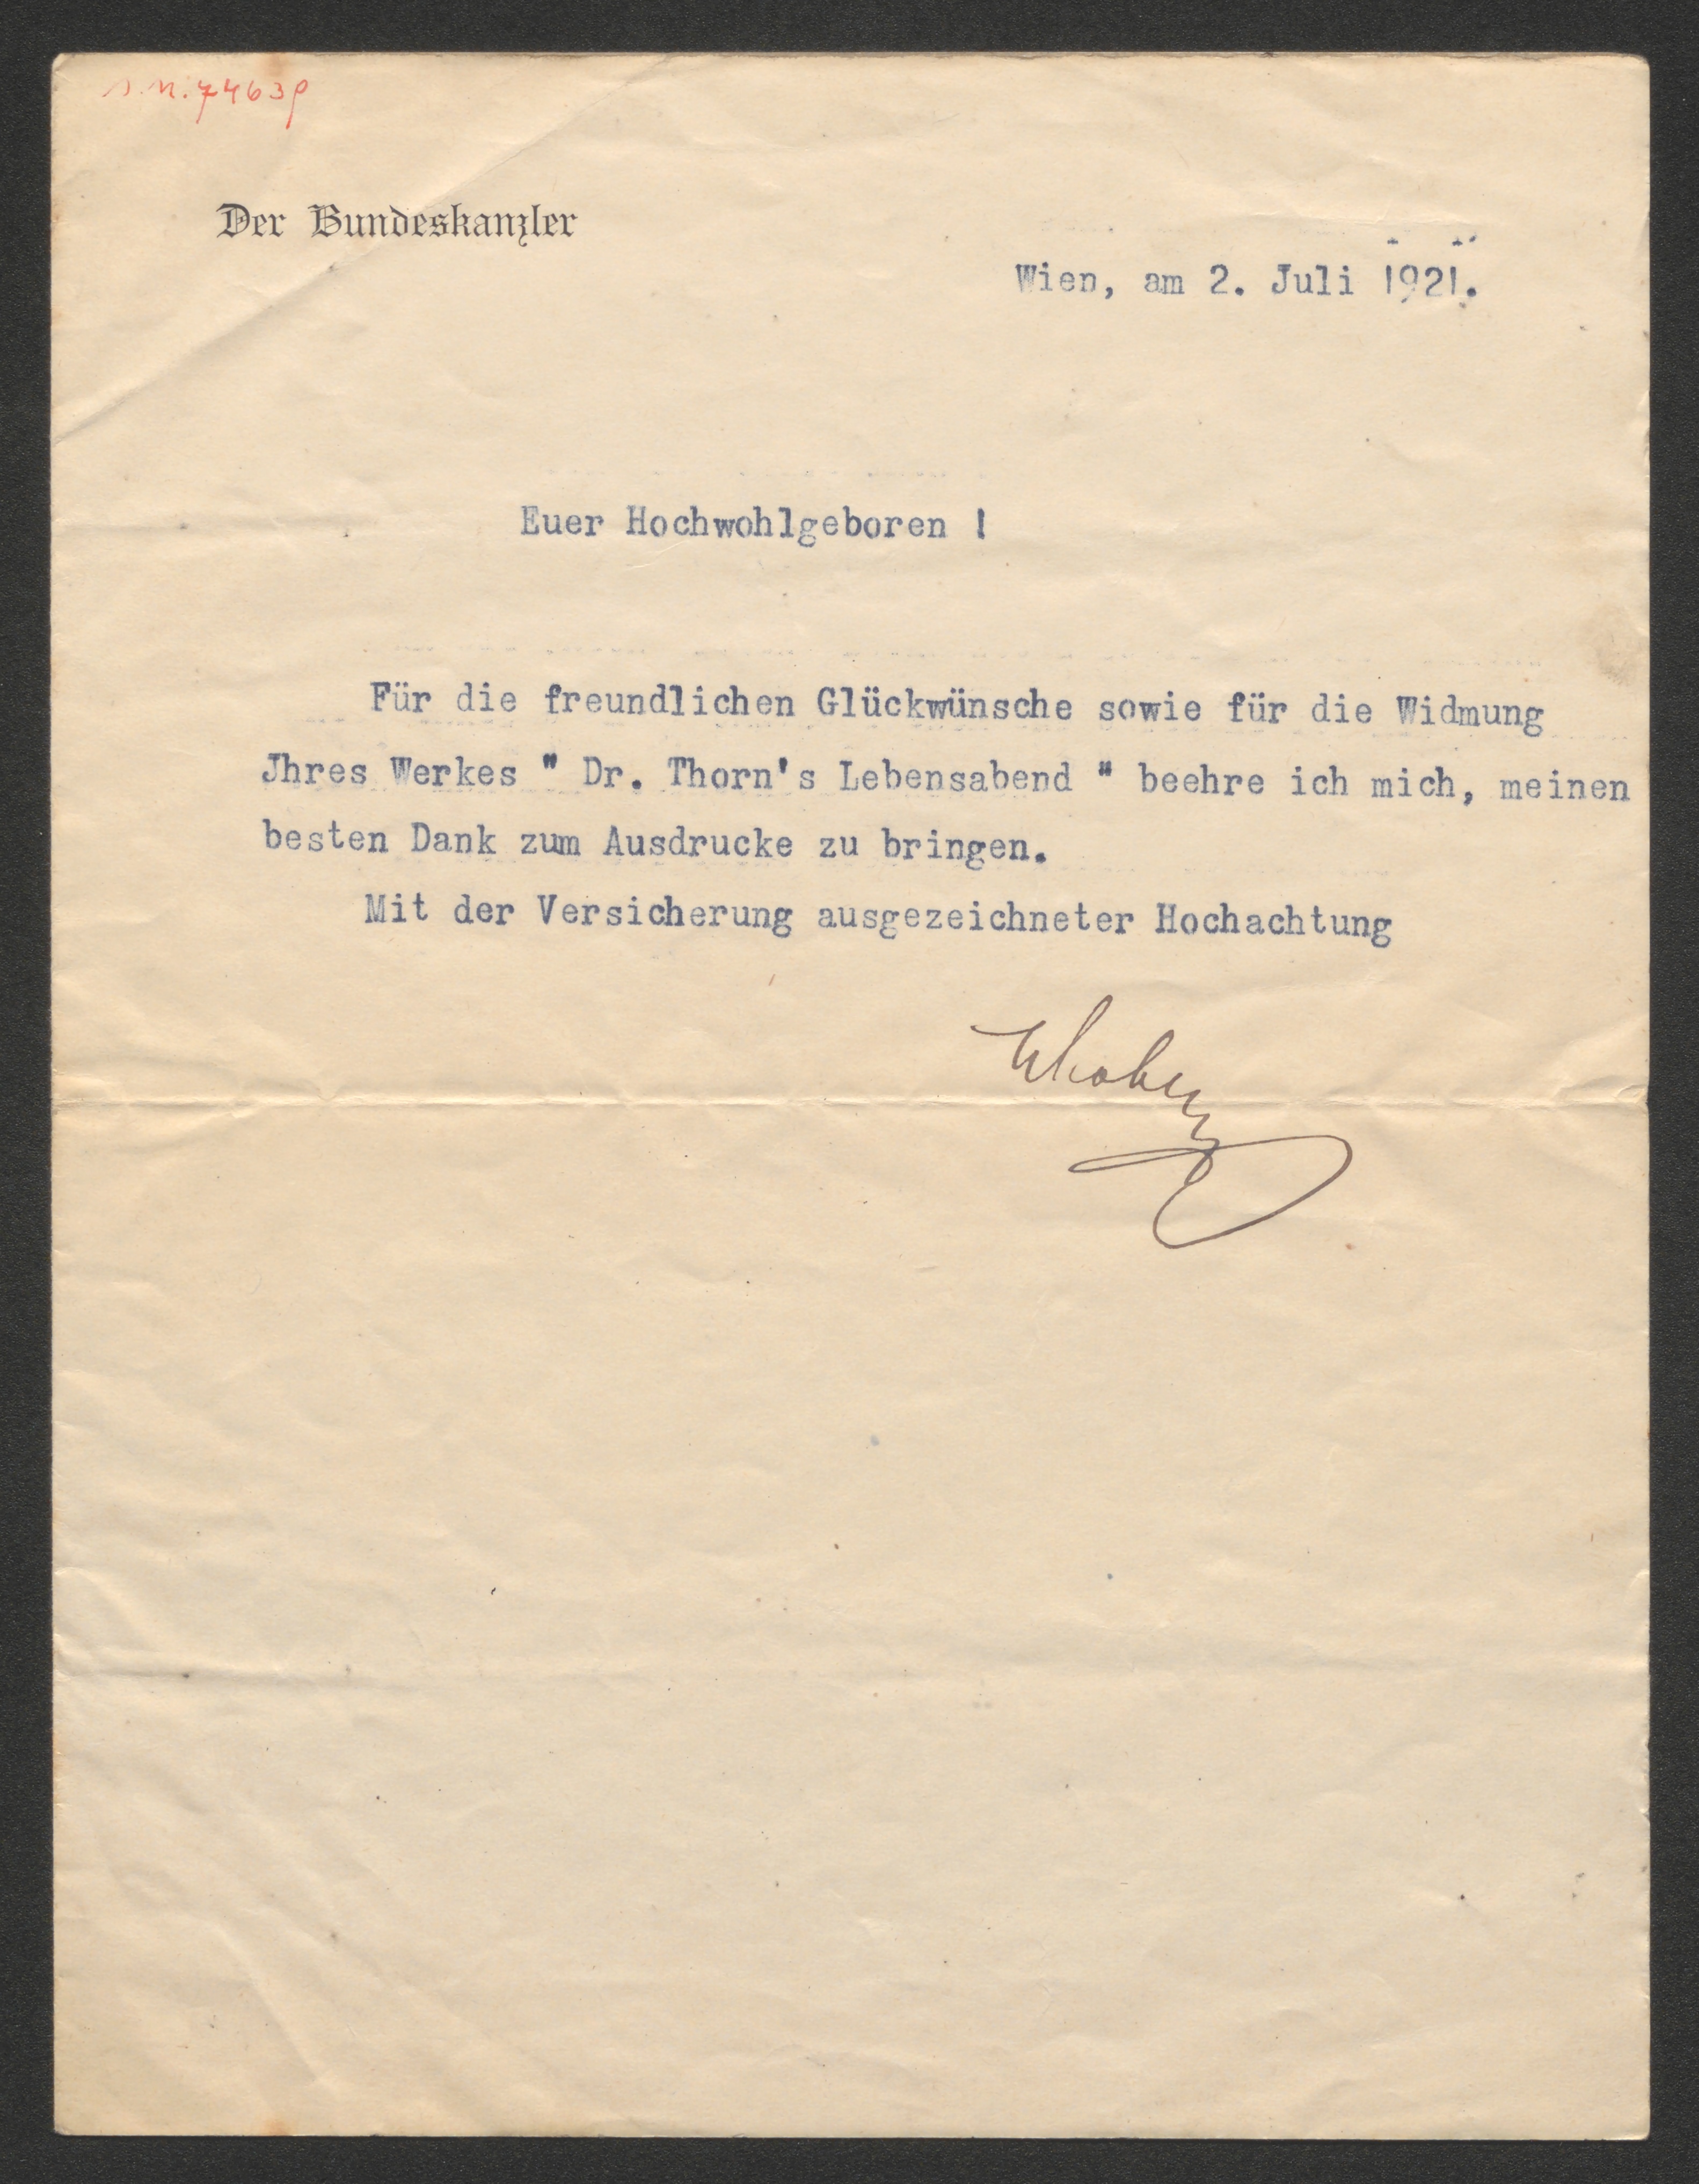 J.N. 74639
Der Bundeskanzler
Wien, am 2. Juli 1921.
Euer Hochwohlgeboren !
Für die freundlichen Glückwünsche sowie für die Widmung
Jhres Werkes " Dr. Thorn's Lebensabend " beehre ich mich, meinen
besten Dank zum Ausdrucke zu bringen.
Mit der Versicherung ausgezeichneter Hochachtung
Schober